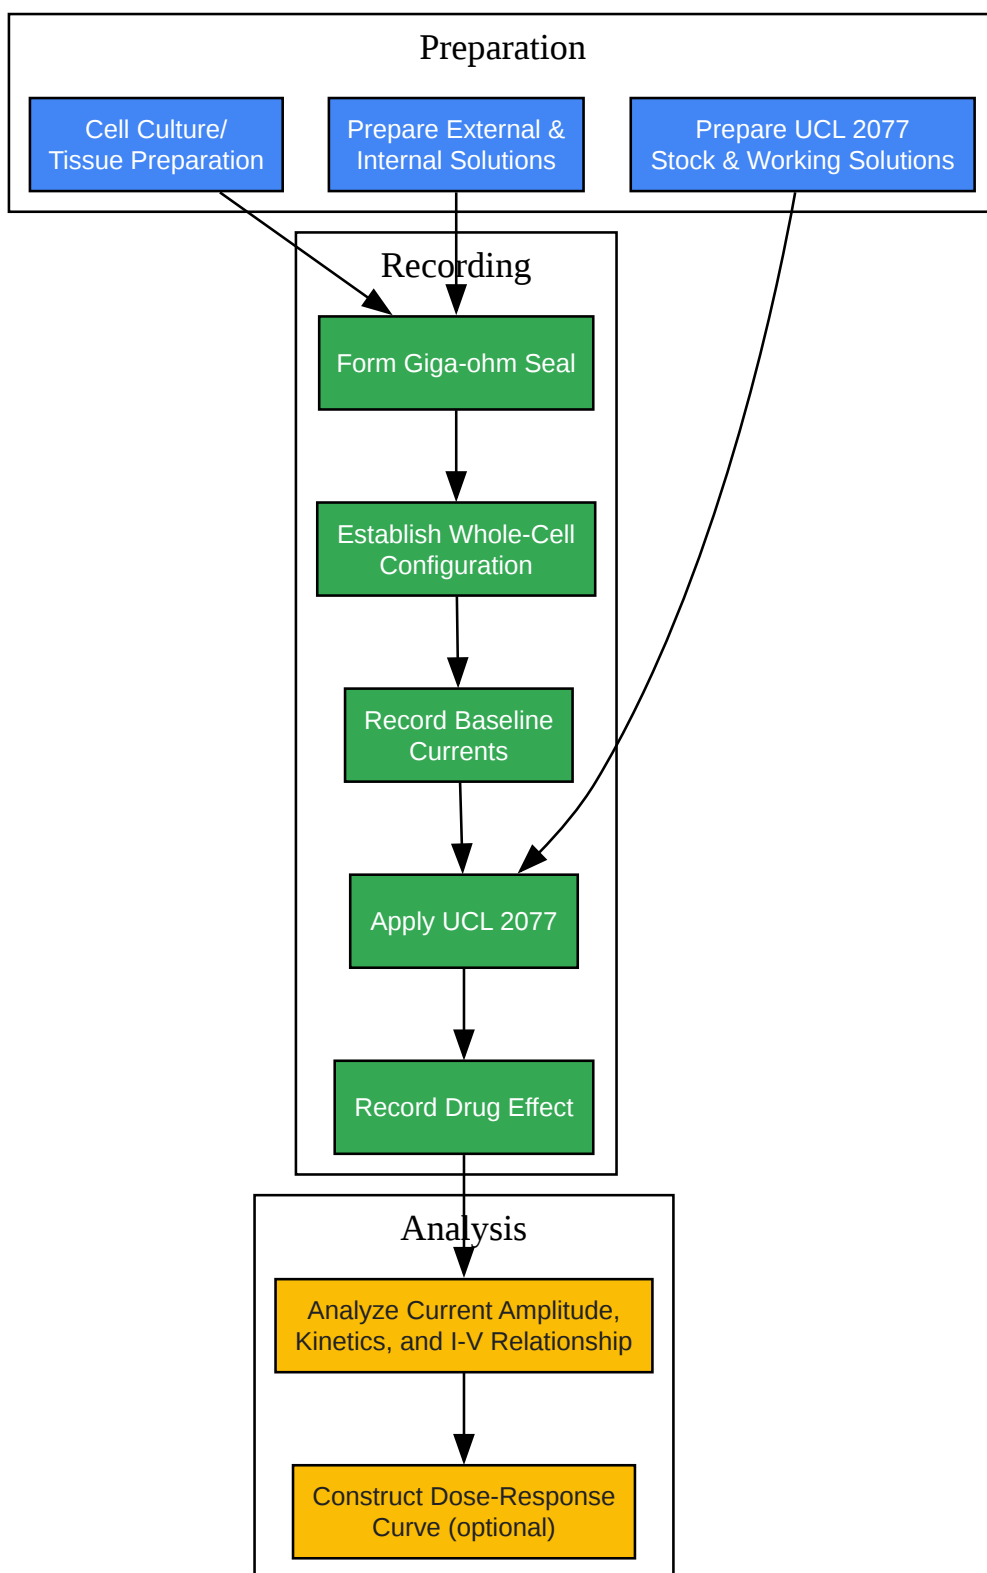 Preparation
Cell Culture/
Tissue Preparation
Prepare External &
Internal Solutions
Prepare UCL 2077
Stock & Working Solutions
Recording
Form Giga-ohm Seal
Establish Whole-Cell
Configuration
Record Baseline
Currents
Apply UCL 2077
Record Drug Effect
Analysis
Analyze Current Amplitude,
Kinetics, and I-V Relationship
Construct Dose-Response
Curve (optional)